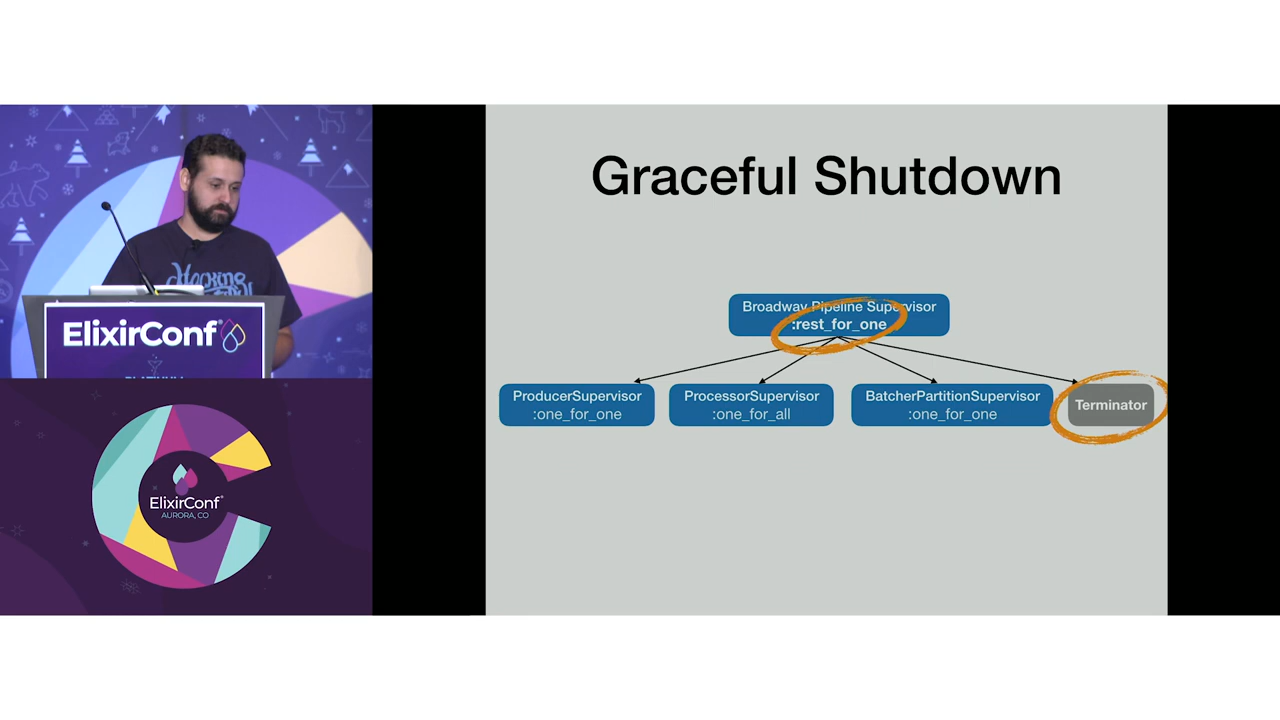 Graceful Shutdown
Broadway Pipeline Supervisor
:rest_for_one
ProducerSupervisor
:one_for_one
ProcessorSupervisor
:one_for_all
BatcherPartitionSupervisor
:one_for_one
Terminator
ElixirConf
ElixirConf
AURORA, CO